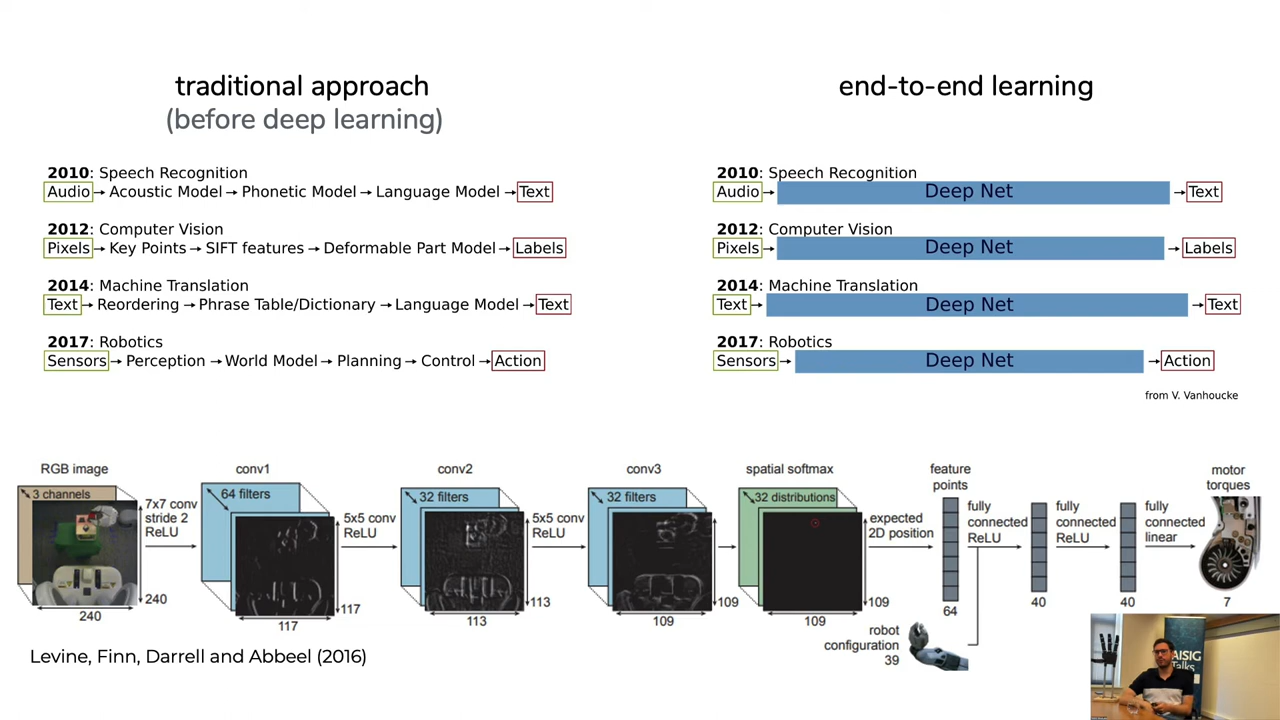 traditional approach
(before deep learning)
2010: Speech Recognition
Audio → Acoustic Model → Phonetic Model → Language Model → Text
2012: Computer Vision
Pixels → Key Points → SIFT features → Deformable Part Model → Labels
2014: Machine Translation
Text → Reordering → Phrase Table/Dictionary → Language Model → Text
2017: Robotics
Sensors → Perception → World Model → Planning → Control → Action
end-to-end learning
2010: Speech Recognition
Audio → Deep Net → Text
2012: Computer Vision
Pixels → Deep Net → Labels
2014: Machine Translation
Text → Deep Net → Text
2017: Robotics
Sensors → Deep Net → Action
from V. Vanhoucke
RGB image
3 channels
240
240
7x7 conv
stride 2
ReLU
conv1
64 filters
117
117
5x5 conv
ReLU
conv2
32 filters
113
113
5x5 conv
ReLU
conv3
32 filters
109
109
spatial softmax
32 distributions
109
109
expected
2D position
feature
points
64
robot
configuration
39
fully
connected
ReLU
40
fully
connected
ReLU
40
fully
connected
linear
motor
torques
7
Levine, Finn, Darrell and Abbeel (2016)
AISIG
Talks